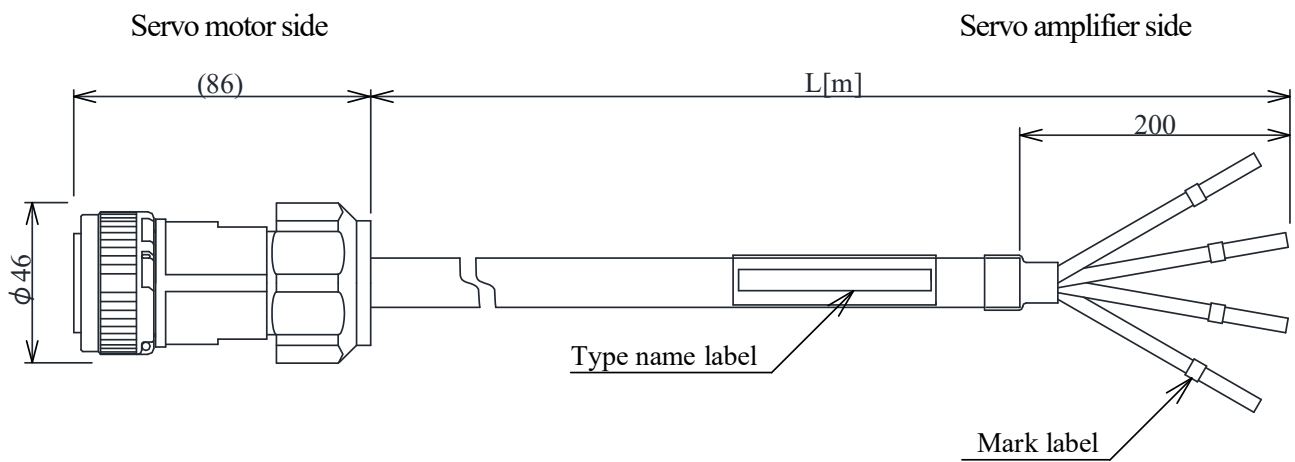 Servo motor side
Servo amplifier side
(86)
L[m]
200
ϕ46
Type name label
Mark label